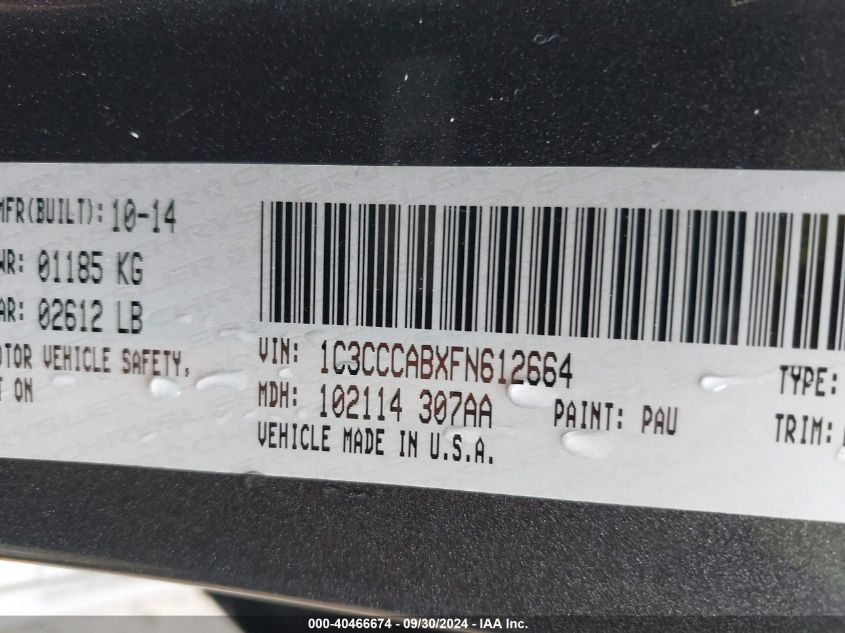 MFR(BUILT): 10-14
WR: 01185 KG
AR: 02612 LB
OTOR VEHICLE SAFETY,
T ON
VIN: 1C3CCCABXFN612664
MDH: 102114 307AA
PAINT: PAU
VEHICLE MADE IN U.S.A.
TYPE:
TRIM:
CHRYSLER
000-40466674 - 09/30/2024 - IAA Inc.